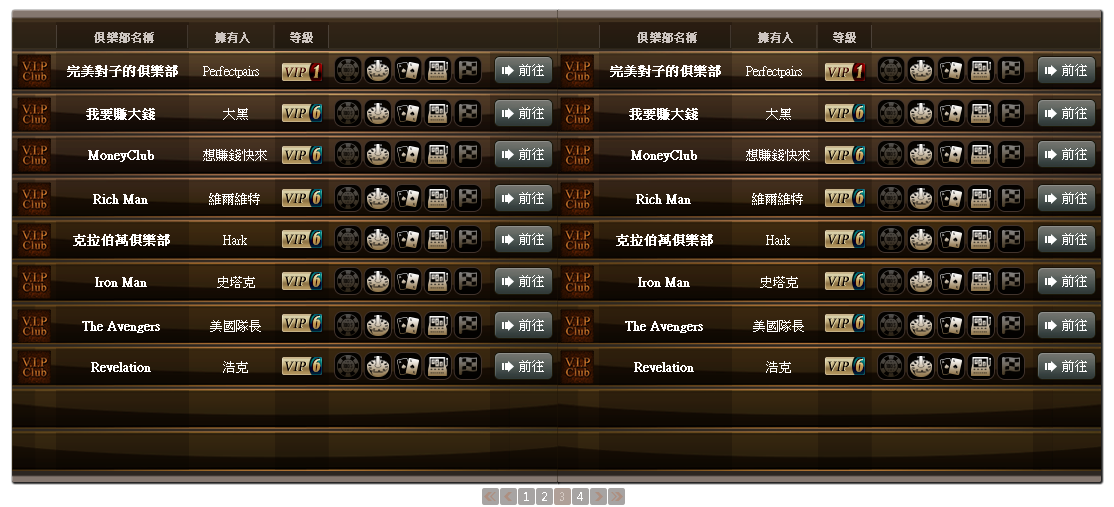 俱樂部名稱 擁有人 等級 俱樂部名稱 擁有人 等級
V.I.P Club 完美對子的俱樂部 Perfectpairs VIP 1 前往 V.I.P Club 完美對子的俱樂部 Perfectpairs VIP 1 前往
V.I.P Club 我要賺大錢 大黑 VIP 6 前往 V.I.P Club 我要賺大錢 大黑 VIP 6 前往
V.I.P Club MoneyClub 想賺錢快來 VIP 6 前往 V.I.P Club MoneyClub 想賺錢快來 VIP 6 前往
V.I.P Club Rich Man 維爾維特 VIP 6 前往 V.I.P Club Rich Man 維爾維特 VIP 6 前往
V.I.P Club 克拉伯萬俱樂部 Hark VIP 6 前往 V.I.P Club 克拉伯萬俱樂部 Hark VIP 6 前往
V.I.P Club Iron Man 史塔克 VIP 6 前往 V.I.P Club Iron Man 史塔克 VIP 6 前往
V.I.P Club The Avengers 美國隊長 VIP 6 前往 V.I.P Club The Avengers 美國隊長 VIP 6 前往
V.I.P Club Revelation 浩克 VIP 6 前往 V.I.P Club Revelation 浩克 VIP 6 前往
1 2 3 4